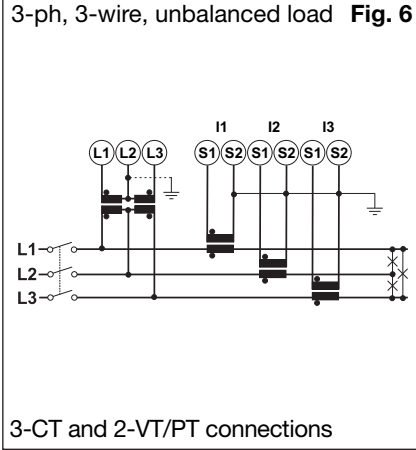 3-ph, 3-wire, unbalanced load Fig. 6
I1 I2 I3
L1 L2 L3 S1 S2 S1 S2 S1 S2
L1
L2
L3
3-CT and 2-VT/PT connections